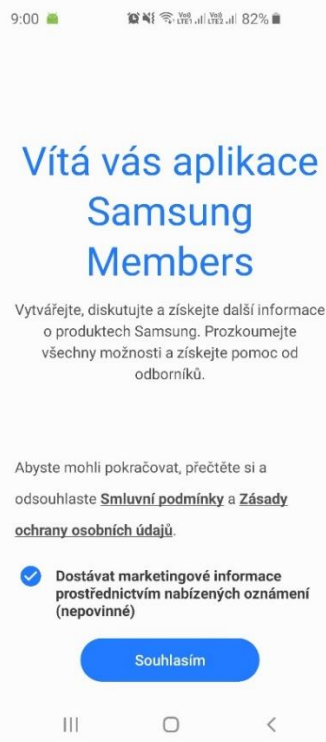 9:00 VoLTE1 VoLTE2 82%
Vítá vás aplikace
Samsung
Members
Vytvářejte, diskutujte a získejte další informace
o produktech Samsung. Prozkoumejte
všechny možnosti a získejte pomoc od
odborníků.
Abyste mohli pokračovat, přečtěte si a
odsouhlaste Smluvní podmínky a Zásady
ochrany osobních údajů.
Dostávat marketingové informace
prostřednictvím nabízených oznámení
(nepovinné)
Souhlasím